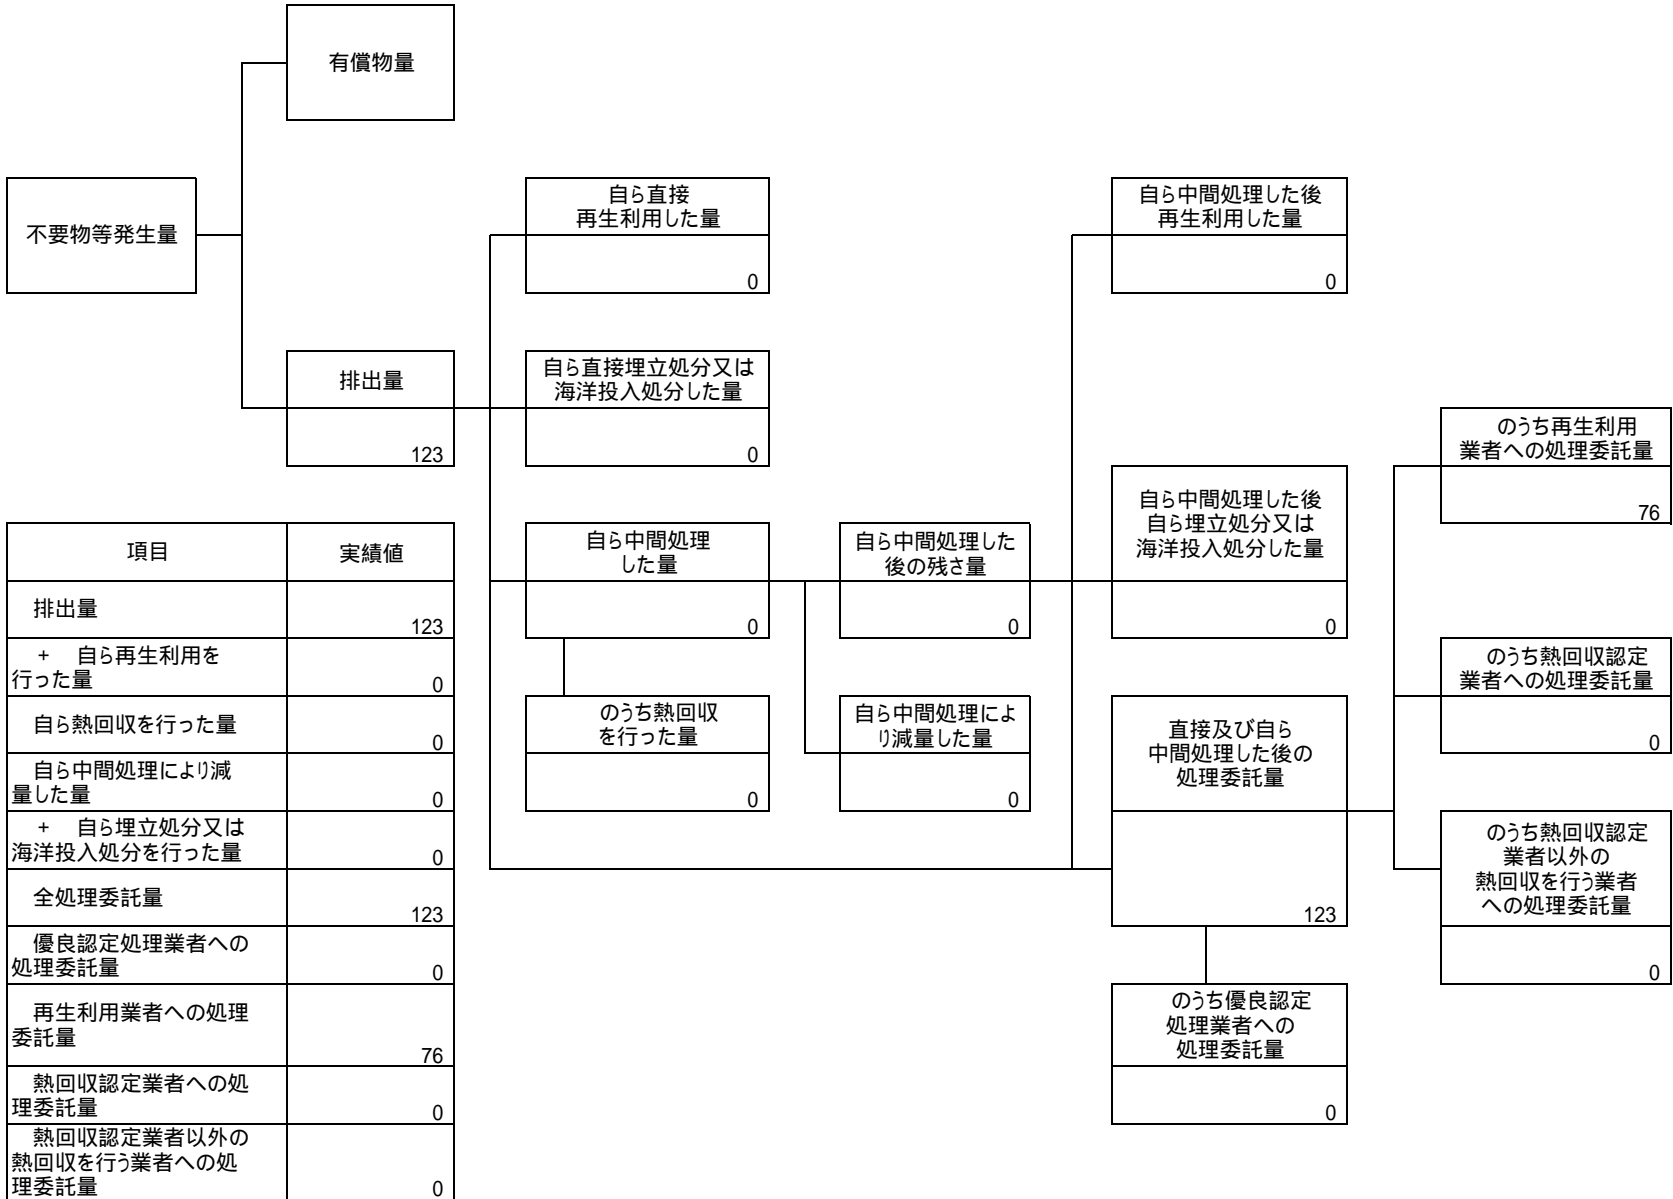 有償物量
不要物等発生量
自ら直接
再生利用した量
0
自ら中間処理した後
再生利用した量
0
排出量
123
自ら直接埋立処分又は
海洋投入処分した量
0
のうち再生利用
業者への処理委託量
76
自ら中間処理
した量
0
自ら中間処理した
後の残さ量
0
自ら中間処理した後
自ら埋立処分又は
海洋投入処分した量
0
のうち熱回収認定
業者への処理委託量
0
のうち熱回収
を行った量
0
自ら中間処理によ
り減量した量
0
直接及び自ら
中間処理した後の
処理委託量
123
のうち熱回収認定
業者以外の
熱回収を行う業者
への処理委託量
0
のうち優良認定
処理業者への
処理委託量
0
項目 実績値
排出量
123
+ 自ら再生利用を
行った量
0
自ら熱回収を行った量
0
自ら中間処理により減
量した量
0
+ 自ら埋立処分又は
海洋投入処分を行った量
0
全処理委託量
123
優良認定処理業者への
処理委託量
0
再生利用業者への処理
委託量
76
熱回収認定業者への処
理委託量
0
熱回収認定業者以外の
熱回収を行う業者への処
理委託量
0